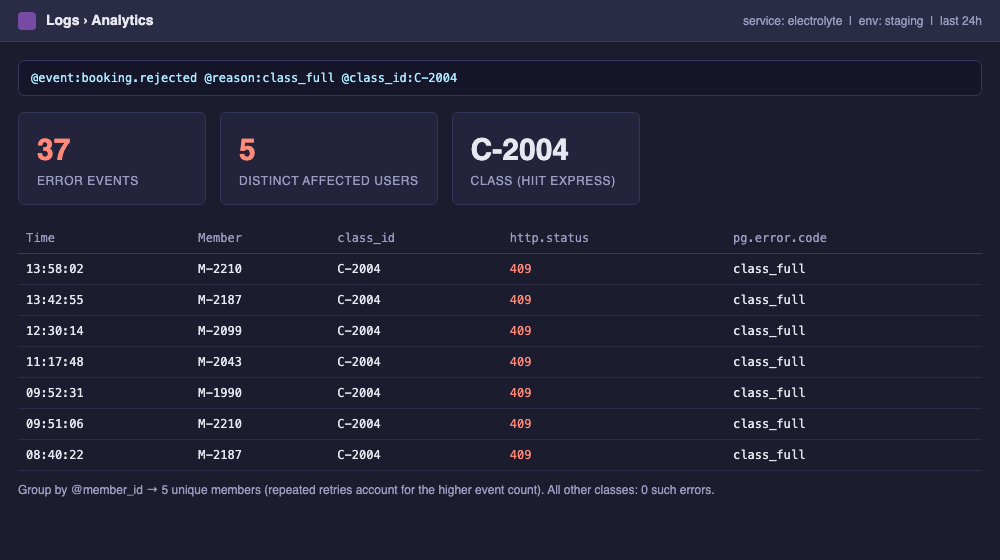 Logs › Analytics
service: electrolyte | env: staging | last 24h
@event:booking.rejected @reason:class_full @class_id:C-2004
37
ERROR EVENTS
5
DISTINCT AFFECTED USERS
C-2004
CLASS (HIIT EXPRESS)
Time Member class_id http.status pg.error.code
13:58:02 M-2210 C-2004 409 class_full
13:42:55 M-2187 C-2004 409 class_full
12:30:14 M-2099 C-2004 409 class_full
11:17:48 M-2043 C-2004 409 class_full
09:52:31 M-1990 C-2004 409 class_full
09:51:06 M-2210 C-2004 409 class_full
08:40:22 M-2187 C-2004 409 class_full
Group by @member_id → 5 unique members (repeated retries account for the higher event count). All other classes: 0 such errors.